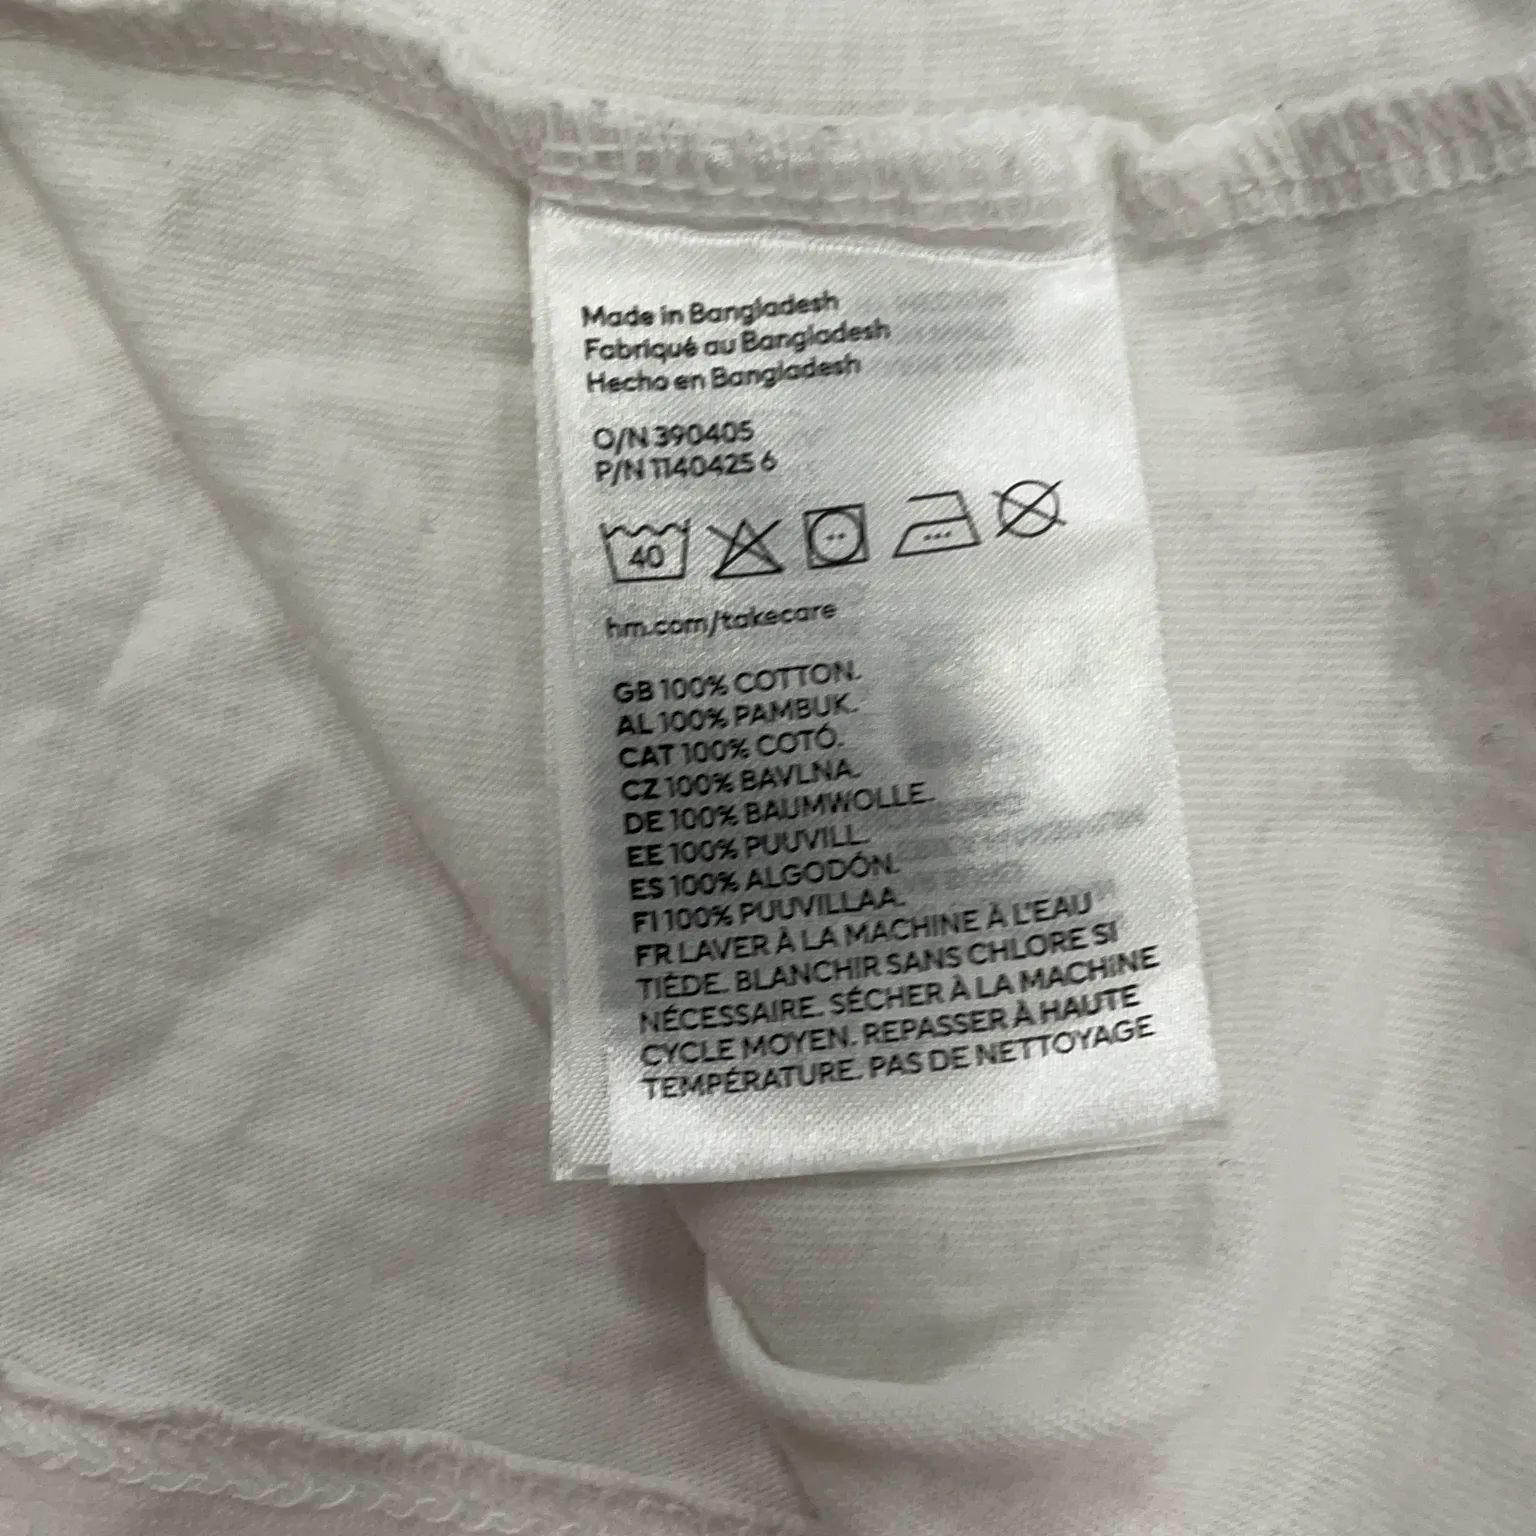 Made in Bangladesh
Fabriqué au Bangladesh
Hecho en Bangladesh
O/N 390405
P/N 1140425 6
40
hm.com/takecare
GB 100% COTTON.
AL 100% PAMBUK.
CAT 100% COTÓ.
CZ 100% BAVLNA.
DE 100% BAUMWOLLE.
EE 100% PUUVILL.
ES 100% ALGODÓN.
FI 100% PUUVILLAA.
FR LAVER À LA MACHINE À L'EAU
TIÈDE. BLANCHIR SANS CHLORE SI
NÉCESSAIRE. SÉCHER À LA MACHINE
CYCLE MOYEN. REPASSER À HAUTE
TEMPÉRATURE. PAS DE NETTOYAGE